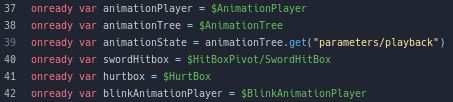 37 onready var animationPlayer = $AnimationPlayer
38 onready var animationTree = $AnimationTree
39 onready var animationState = animationTree.get("parameters/playback")
40 onready var swordHitbox = $HitBoxPivot/SwordHitBox
41 onready var hurtbox = $HurtBox
42 onready var blinkAnimationPlayer = $BlinkAnimationPlayer